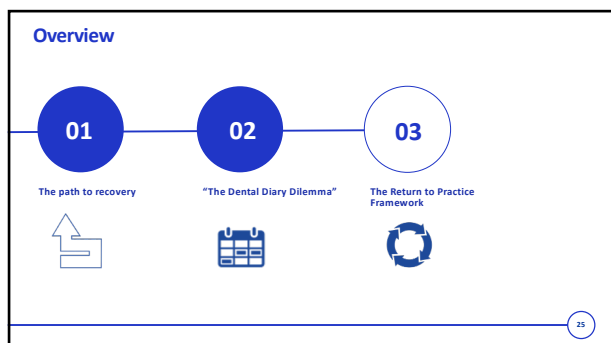 Overview
01
02
03
The path to recovery
“The Dental Diary Dilemma”
The Return to Practice
Framework
25